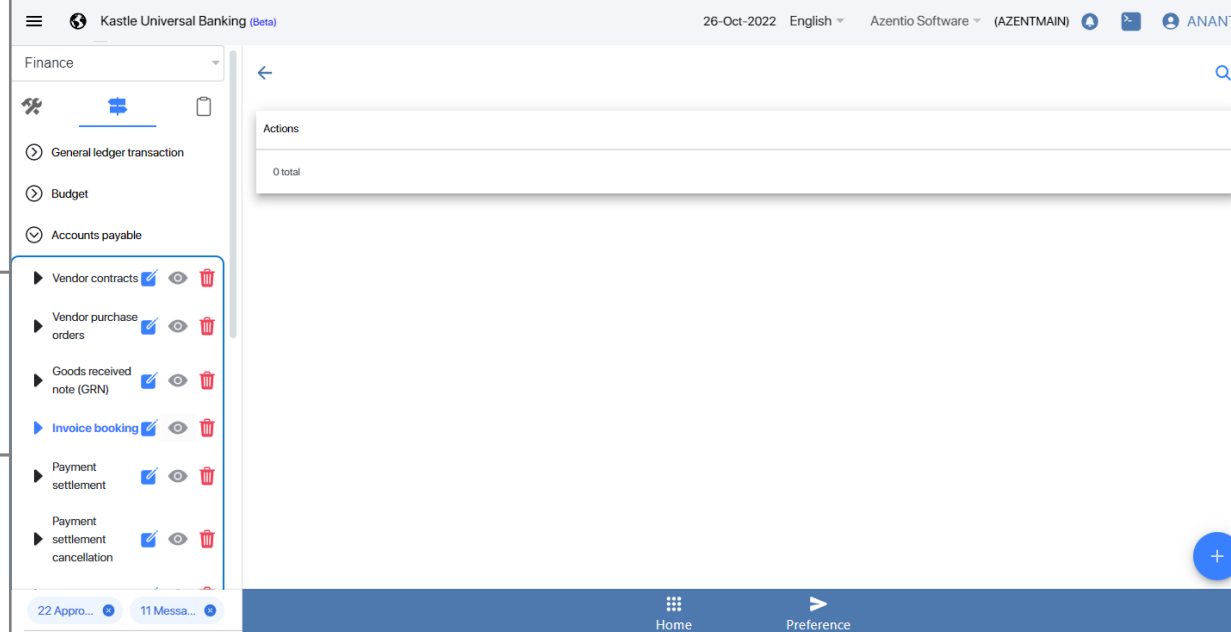 Kastle Universal Banking (Beta)
26-Oct-2022 English Azentio Software (AZENTMAIN) ANANT
Finance
General ledger transaction
Budget
Accounts payable
Vendor contracts
Vendor purchase
orders
Goods received
note (GRN)
Invoice booking
Payment
settlement
Payment
settlement
cancellation
22 Appro...
11 Messa...
Actions
0 total
Home
Preference